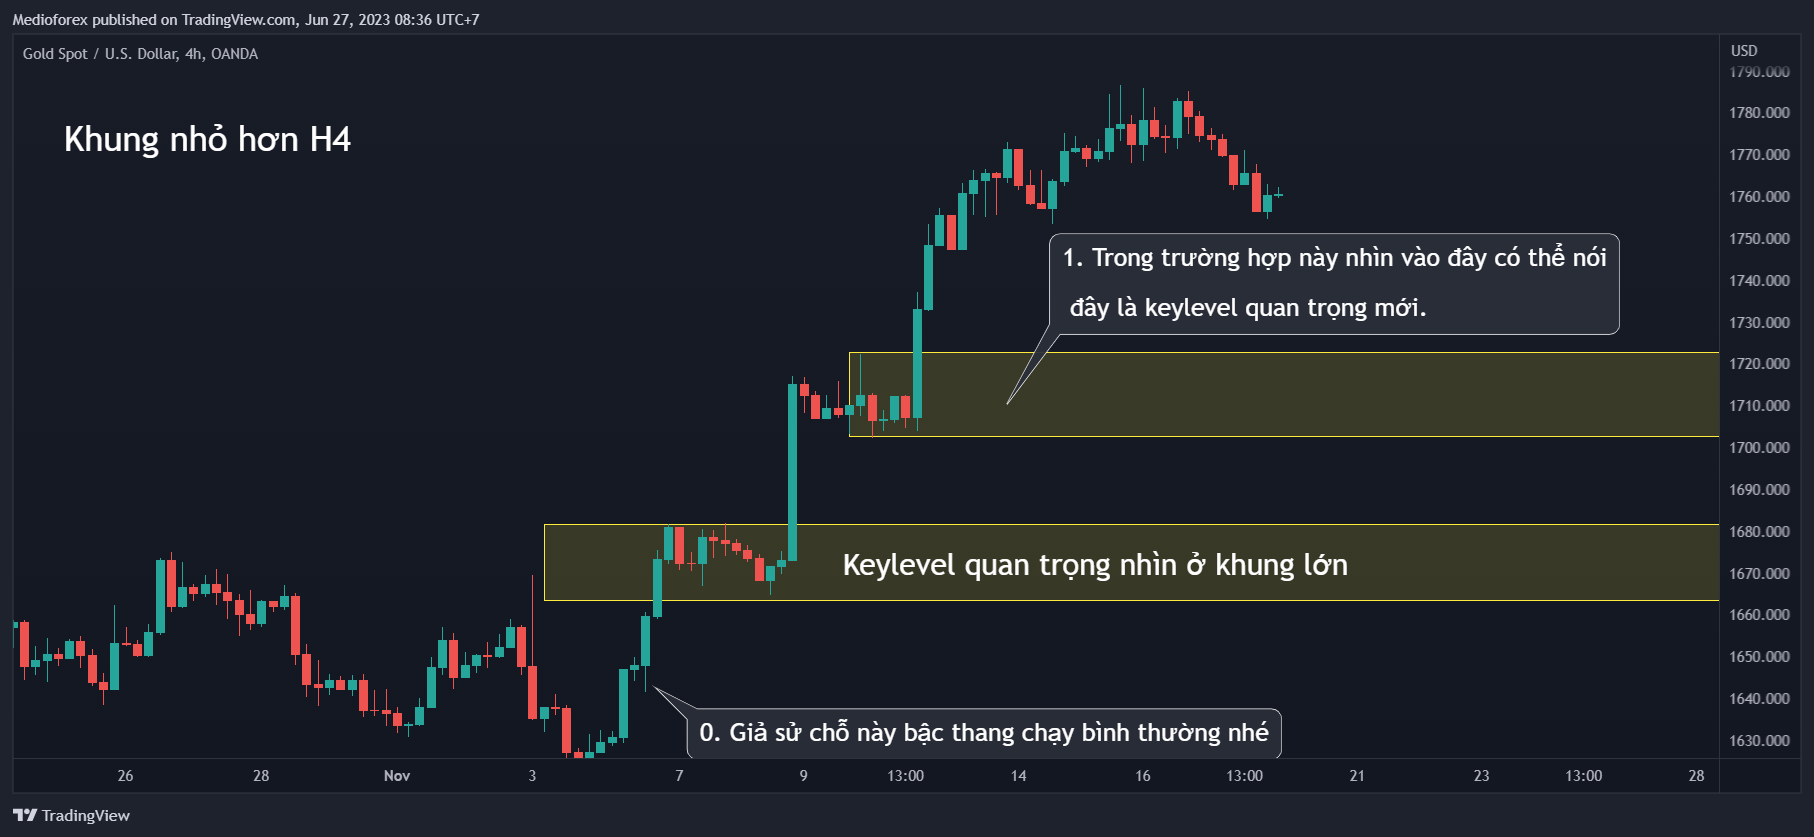 Medioforex published on TradingView.com, Jun 27, 2023 08:36 UTC+7
Gold Spot / U.S. Dollar, 4h, OANDA
USD
1790.000
Khung nhỏ hơn H4
1780.000
1770.000
1760.000
1750.000
1. Trong trường hợp này nhìn vào đây có thể nói
đây là keylevel quan trọng mới.
1740.000
1730.000
1720.000
1710.000
1700.000
1690.000
1680.000
Keylevel quan trọng nhìn ở khung lớn
1670.000
1660.000
1650.000
1640.000
0. Giả sử chỗ này bậc thang chạy bình thường nhé
1630.000
26 28 Nov 3 7 9 13:00 14 16 13:00 21 23 13:00 28
TradingView